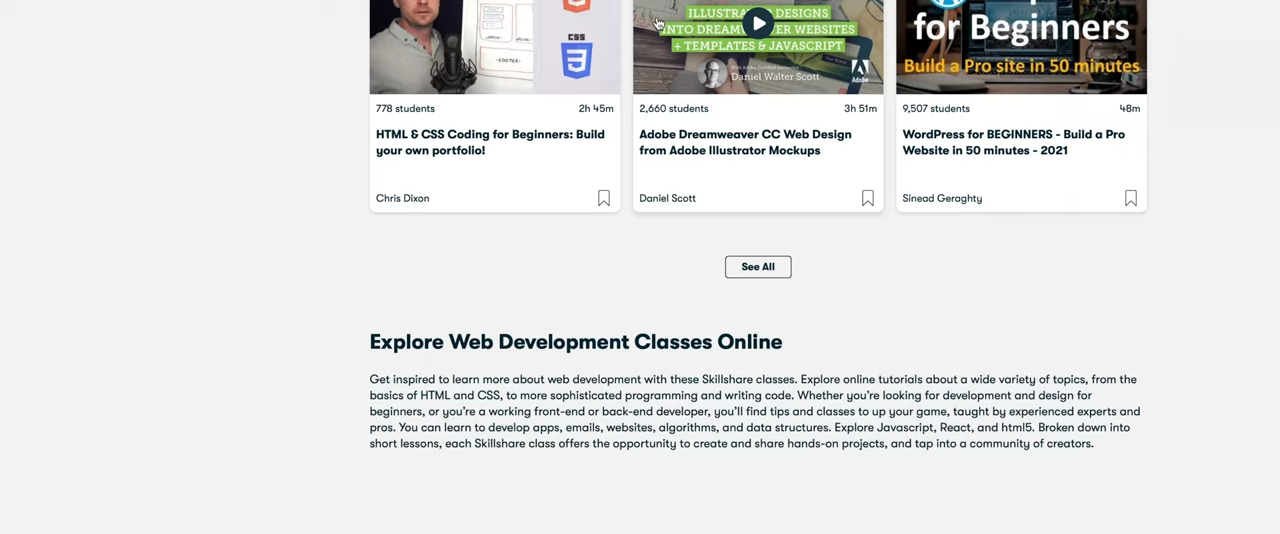 CSS
FOOTER
ILLUSTRATOR DESIGNS
INTO DREAMWEAVER WEBSITES
+ TEMPLATES & JAVASCRIPT
Daniel Walter Scott
Adobe
for Beginners
Build a Pro site in 50 minutes
778 students
2h 45m
2,660 students
3h 51m
9,507 students
48m
HTML & CSS Coding for Beginners: Build
your own portfolio!
Adobe Dreamweaver CC Web Design
from Adobe Illustrator Mockups
WordPress for BEGINNERS - Build a Pro
Website in 50 minutes - 2021
Chris Dixon
Daniel Scott
Sinead Geraghty
See All
Explore Web Development Classes Online
Get inspired to learn more about web development with these Skillshare classes. Explore online tutorials about a wide variety of topics, from the
basics of HTML and CSS, to more sophisticated programming and writing code. Whether you're looking for development and design for
beginners, or you're a working front-end or back-end developer, you'll find tips and classes to up your game, taught by experienced experts and
pros. You can learn to develop apps, emails, websites, algorithms, and data structures. Explore Javascript, React, and html5. Broken down into
short lessons, each Skillshare class offers the opportunity to create and share hands-on projects, and tap into a community of creators.